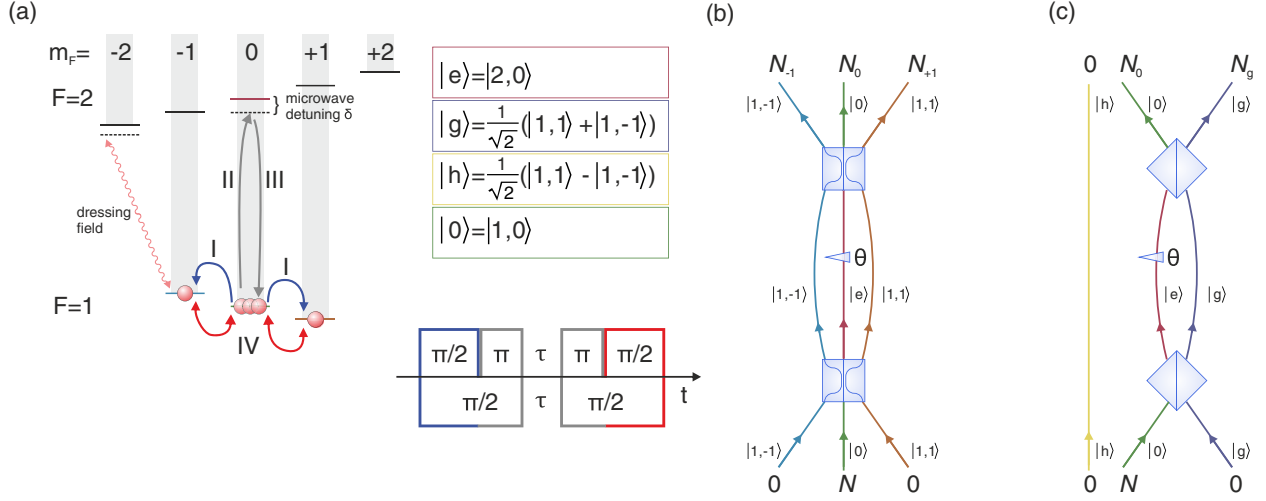 (a)
m_F= -2 -1 0 +1 +2
F=2
microwave
detuning δ
II III
dressing
field
I I
F=1
IV
|e⟩=|2,0⟩
|g⟩=1/√2(|1,1⟩+|1,-1⟩)
|h⟩=1/√2(|1,1⟩ - |1,-1⟩)
|0⟩=|1,0⟩
π/2 π τ π π/2
π/2 τ π/2
t
(b)
N_-1 N_0 N_+1
|1,-1⟩ |0⟩ |1,1⟩
θ
|1,-1⟩ |e⟩ |1,1⟩
|1,-1⟩ |0⟩ |1,1⟩
0 N 0
(c)
0 N_0 N_g
|h⟩ |0⟩ |g⟩
θ
|e⟩ |g⟩
|h⟩ |0⟩ |g⟩
0 N 0